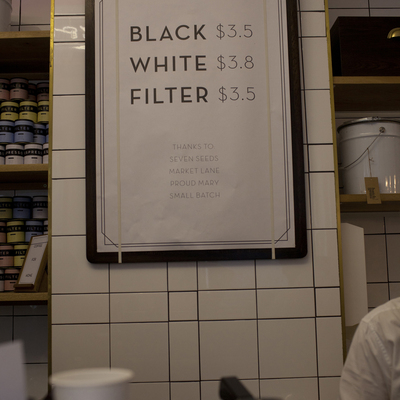 BLACK $3.5
WHITE $3.8
FILTER $3.5
THANKS TO
SEVEN SEEDS
MARKET LANE
PROUD MARY
SMALL BATCH